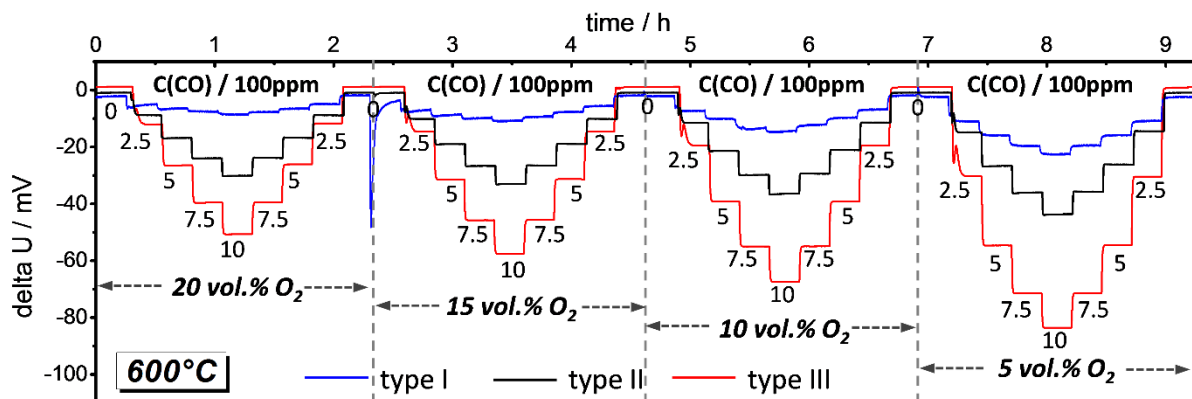 time / h
0 1 2 3 4 5 6 7 8 9
delta U / mV
0
-20
-40
-60
-80
-100
C(CO) / 100ppm C(CO) / 100ppm C(CO) / 100ppm C(CO) / 100ppm
0 0 0 0
2.5 2.5 2.5 2.5 2.5 2.5 2.5
5 5 5 5 5 5 5 5
7.5 7.5 7.5 7.5 7.5 7.5 7.5 7.5
10 10 10 10
20 vol.% O₂
15 vol.% O₂
10 vol.% O₂
5 vol.% O₂
600°C
type I type II type III